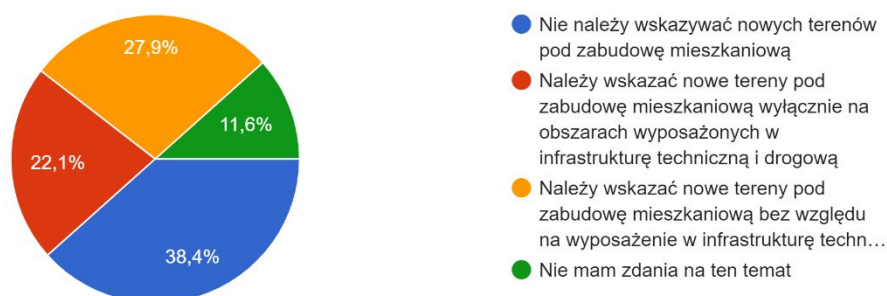 27,9%
11,6%
22,1%
38,4%
Nie należy wskazywać nowych terenów
pod zabudowę mieszkaniową
Należy wskazać nowe tereny pod
zabudowę mieszkaniową wyłącznie na
obszarach wyposażonych w
infrastrukturę techniczną i drogową
Należy wskazać nowe tereny pod
zabudowę mieszkaniową bez względu
na wyposażenie w infrastrukturę techn…
Nie mam zdania na ten temat